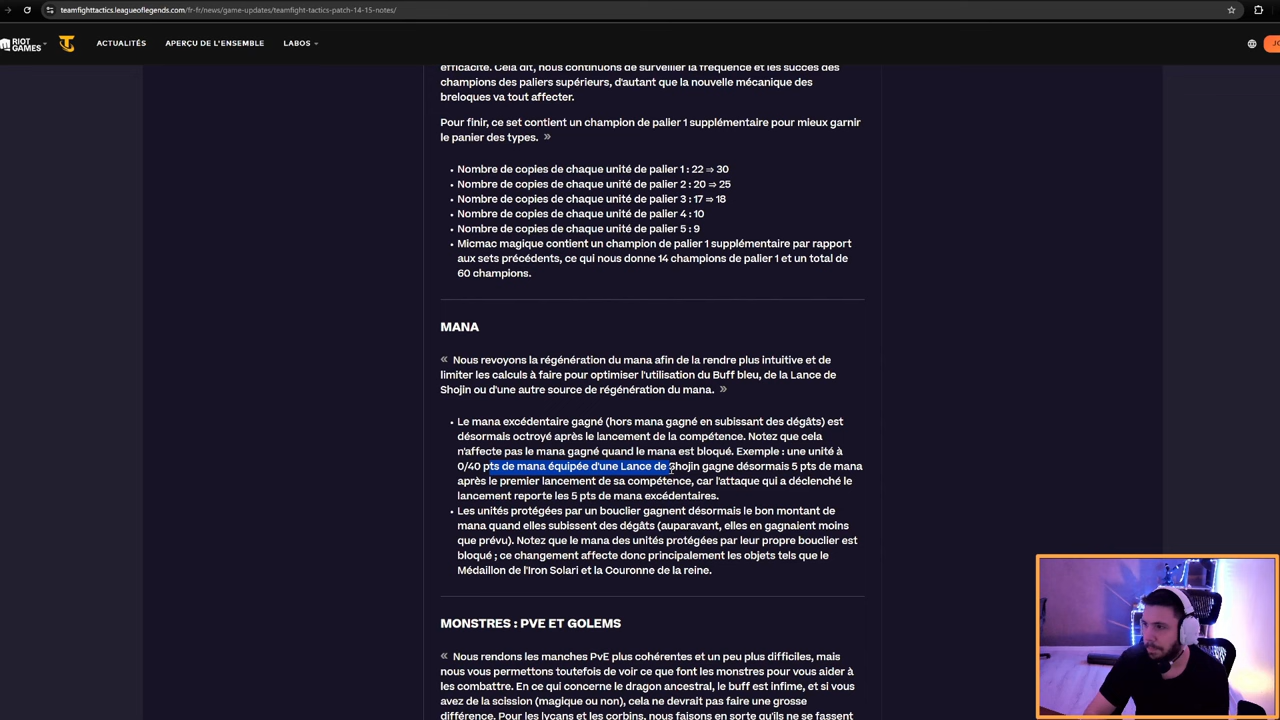 teamfighttactics.leagueoflegends.com/fr-fr/news/game-updates/teamfight-tactics-patch-14-15-notes/
RIOT GAMES ACTUALITÉS APERÇU DE L'ENSEMBLE LABOS
efficacité. Cela dit, nous continuons de surveiller la fréquence et les succès des
champions des paliers supérieurs, d'autant que la nouvelle mécanique des
breloques va tout affecter.
Pour finir, ce set contient un champion de palier 1 supplémentaire pour mieux garnir
le panier des types. »
• Nombre de copies de chaque unité de palier 1 : 22 ⇒ 30
• Nombre de copies de chaque unité de palier 2 : 20 ⇒ 25
• Nombre de copies de chaque unité de palier 3 : 17 ⇒ 18
• Nombre de copies de chaque unité de palier 4 : 10
• Nombre de copies de chaque unité de palier 5 : 9
• Micmac magique contient un champion de palier 1 supplémentaire par rapport
aux sets précédents, ce qui nous donne 14 champions de palier 1 et un total de
60 champions.
MANA
« Nous revoyons la régénération du mana afin de la rendre plus intuitive et de
limiter les calculs à faire pour optimiser l'utilisation du Buff bleu, de la Lance de
Shojin ou d'une autre source de régénération du mana. »
• Le mana excédentaire gagné (hors mana gagné en subissant des dégâts) est
désormais octroyé après le lancement de la compétence. Notez que cela
n'affecte pas le mana gagné quand le mana est bloqué. Exemple : une unité à
0/40 pts de mana équipée d'une Lance de Shojin gagne désormais 5 pts de mana
après le premier lancement de sa compétence, car l'attaque qui a déclenché le
lancement reporte les 5 pts de mana excédentaires.
• Les unités protégées par un bouclier gagnent désormais le bon montant de
mana quand elles subissent des dégâts (auparavant, elles en gagnaient moins
que prévu). Notez que le mana des unités protégées par leur propre bouclier est
bloqué ; ce changement affecte donc principalement les objets tels que le
Médaillon de l'Iron Solari et la Couronne de la reine.
MONSTRES : PVE ET GOLEMS
« Nous rendons les manches PvE plus cohérentes et un peu plus difficiles, mais
nous vous permettons toutefois de voir ce que font les monstres pour vous aider à
les combattre. En ce qui concerne le dragon ancestral, le buff est infime, et si vous
avez de la scission (magique ou non), cela ne devrait pas faire une grosse
différence. Pour les lycans et les corbins, nous faisons en sorte qu'ils ne se fassent